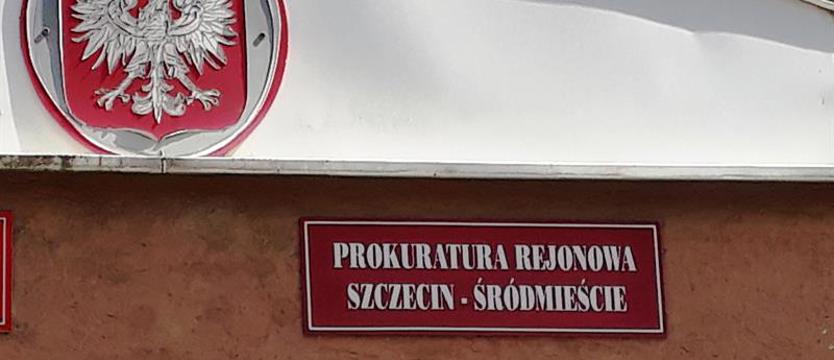 PROKURATURA REJONOWA
SZCZECIN - ŚRÓDMIEŚCIE